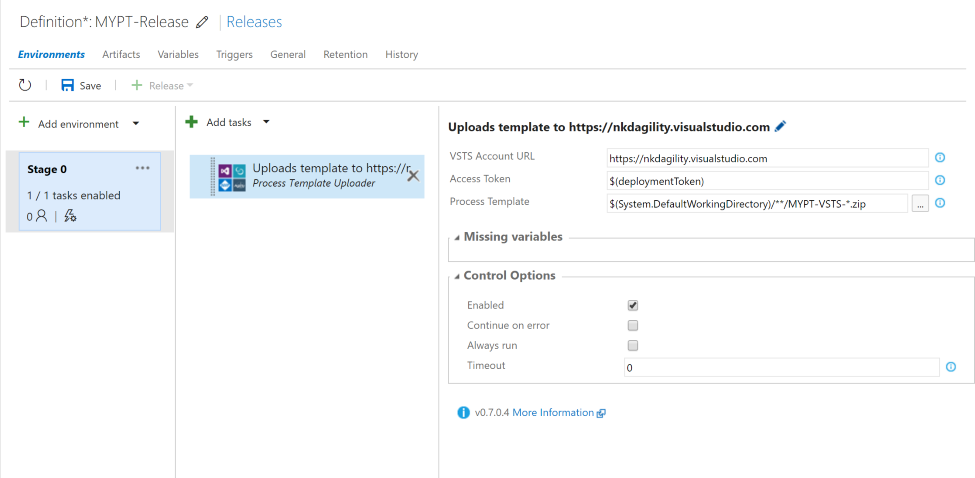 Definition*: MYPT-Release | Releases
Environments Artifacts Variables Triggers General Retention History
Save Release
Add environment
Add tasks
Stage 0 ...
1 / 1 tasks enabled
0
Uploads template to https://r
Process Template Uploader
Uploads template to https://nkdagility.visualstudio.com
VSTS Account URL https://nkdagility.visualstudio.com
Access Token $(deploymentToken)
Process Template $(System.DefaultWorkingDirectory)/**/MYPT-VSTS-*.zip ...
Missing variables
Control Options
Enabled
Continue on error
Always run
Timeout 0
v0.7.0.4 More Information